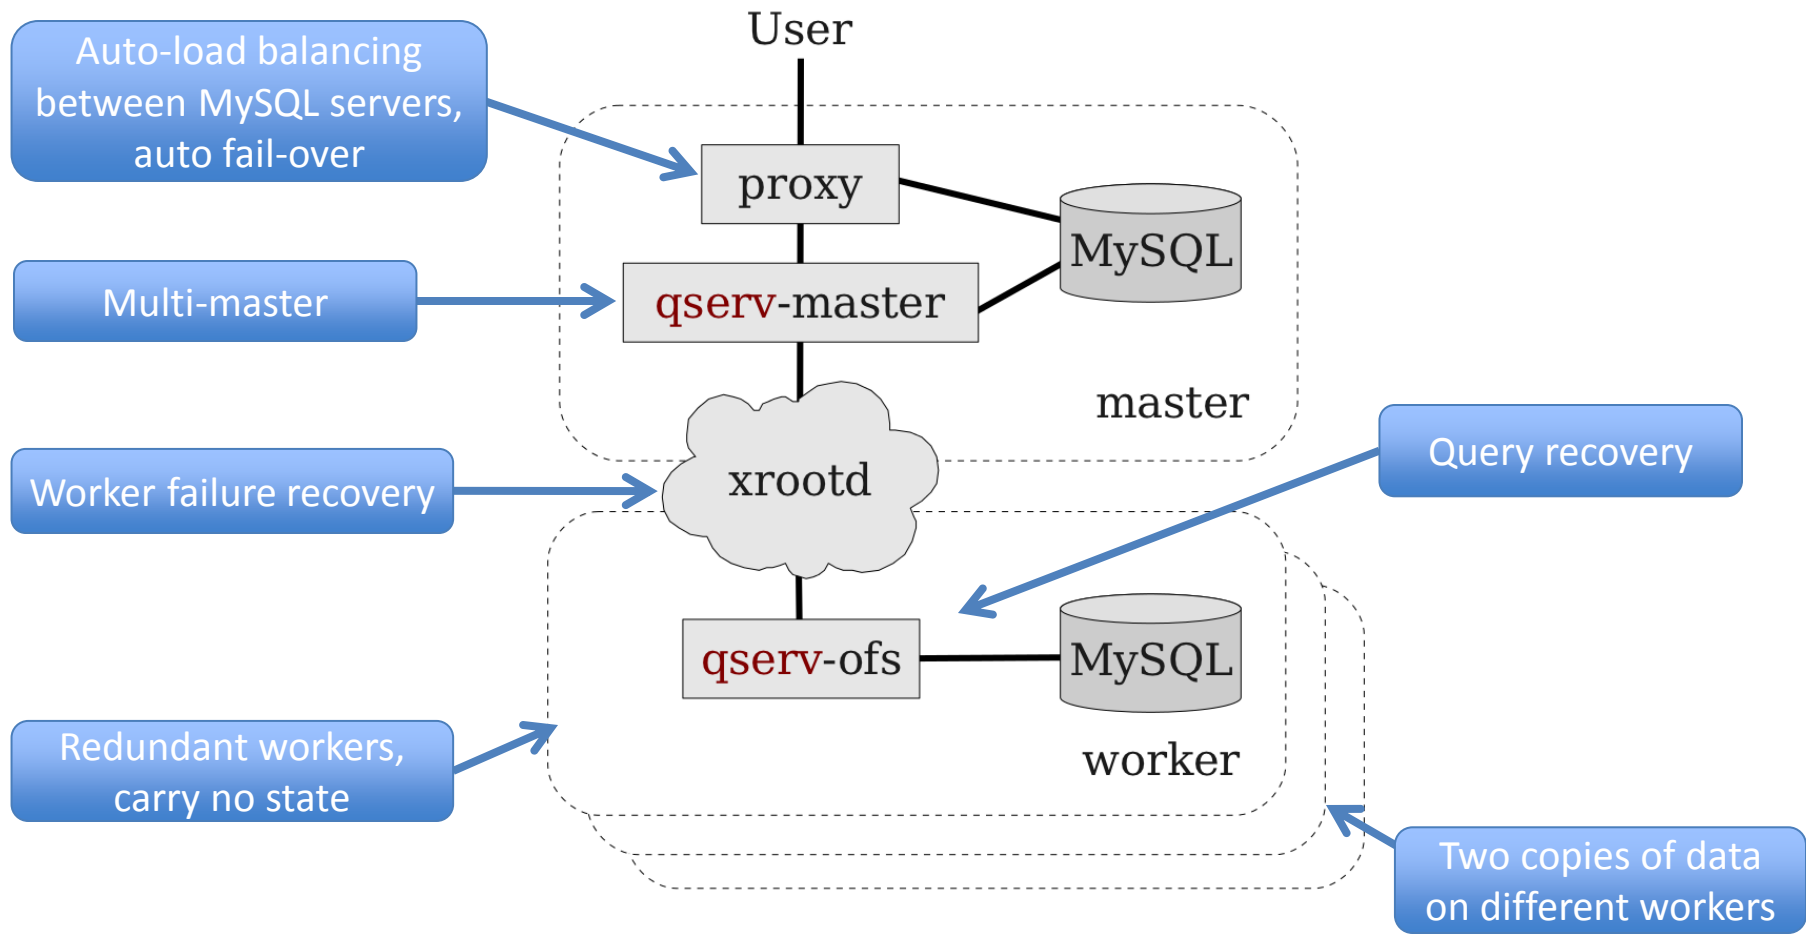 User
Auto-load balancing
between MySQL servers,
auto fail-over
proxy
MySQL
Multi-master
qserv-master
master
Query recovery
Worker failure recovery
xrootd
qserv-ofs
MySQL
Redundant workers,
carry no state
worker
Two copies of data
on different workers